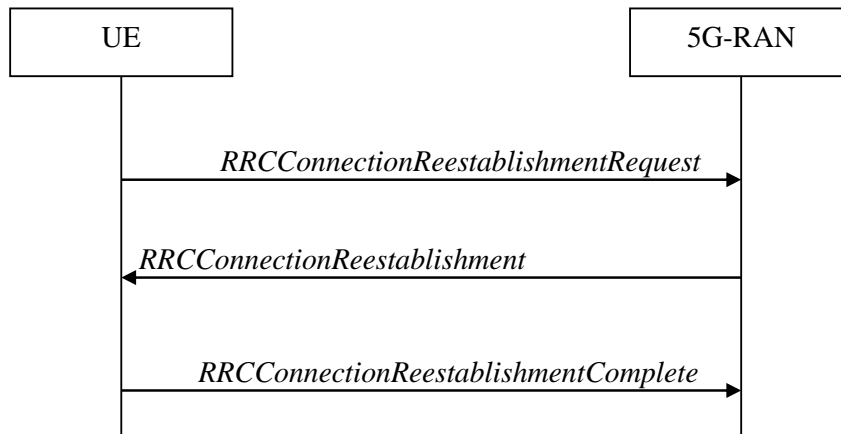 UE
5G-RAN
RRCConnectionReestablishmentRequest
RRCConnectionReestablishment
RRCConnectionReestablishmentComplete